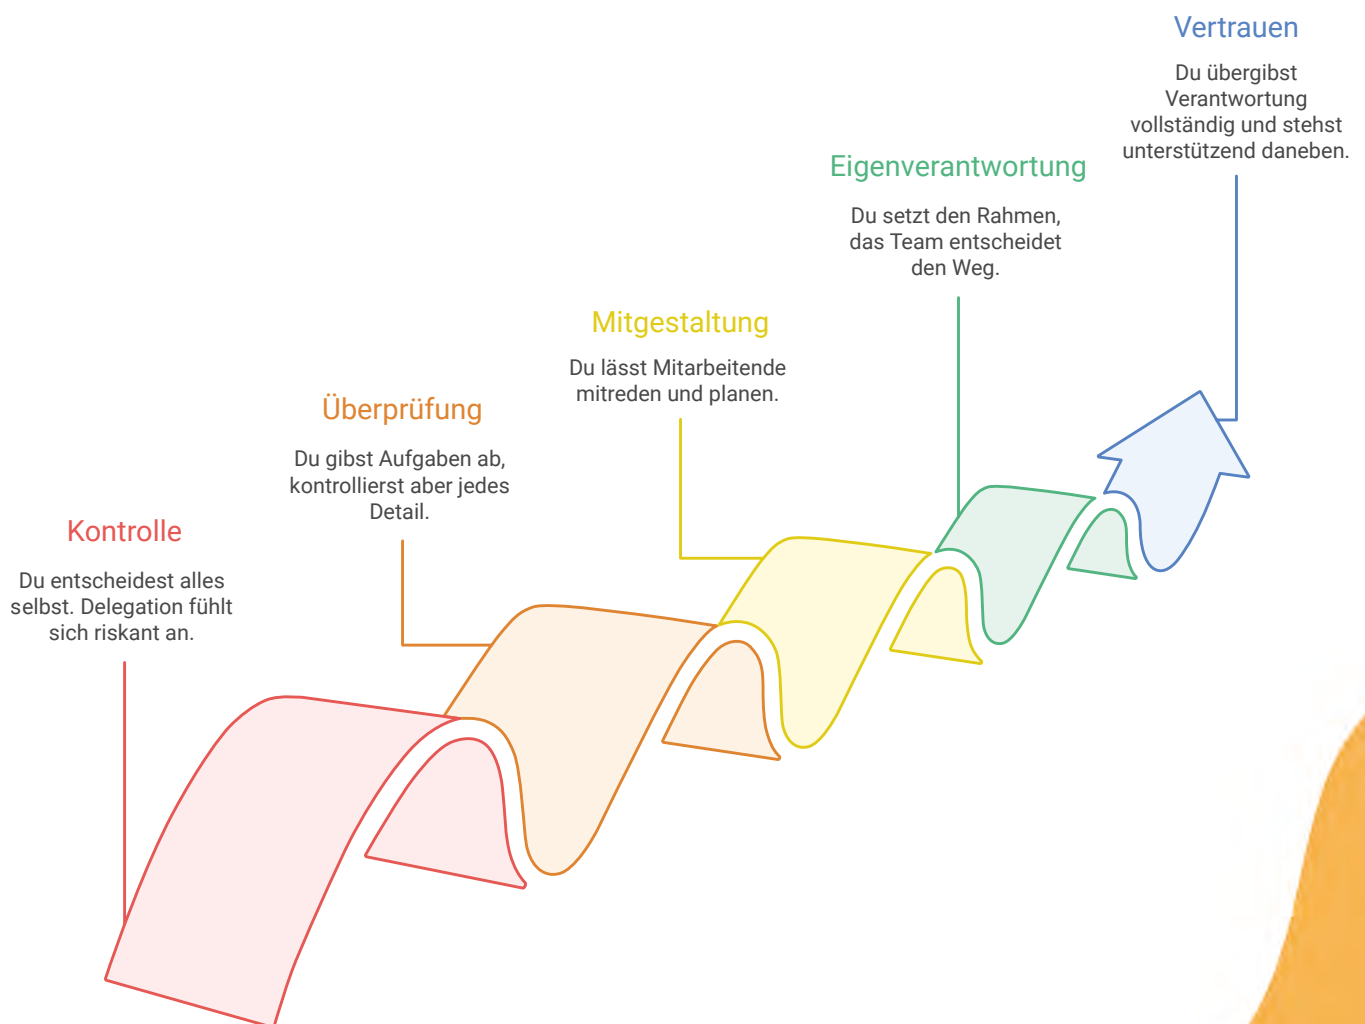 Vertrauen
Du übergibst
Verantwortung
vollständig und stehst
unterstützend daneben.
Eigenverantwortung
Du setzt den Rahmen,
das Team entscheidet
den Weg.
Mitgestaltung
Du lässt Mitarbeitende
mitreden und planen.
Überprüfung
Du gibst Aufgaben ab,
kontrollierst aber jedes
Detail.
Kontrolle
Du entscheidest alles
selbst. Delegation fühlt
sich riskant an.